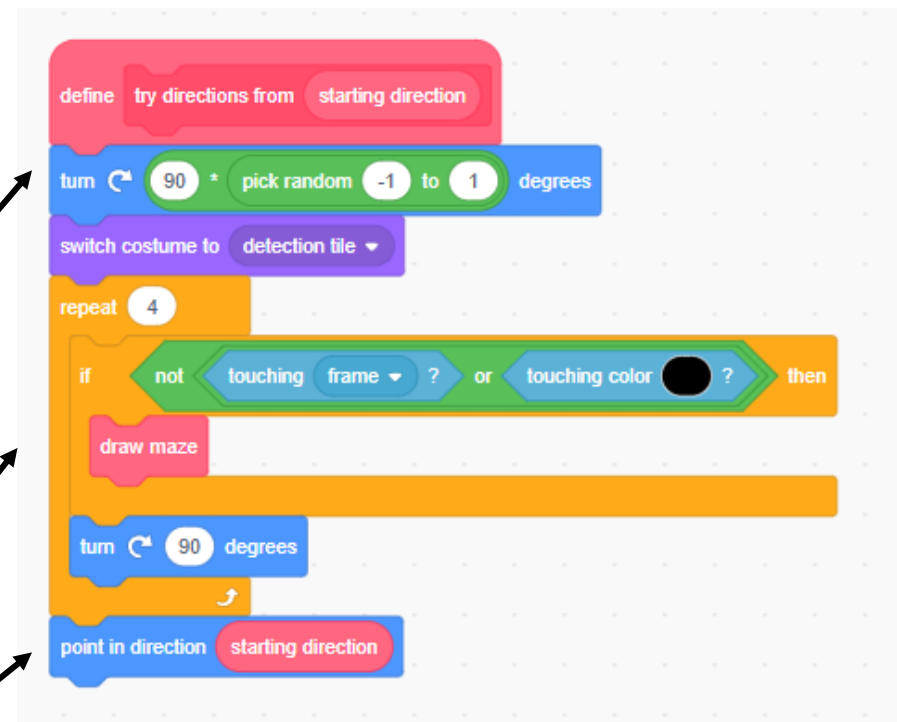 define try directions from starting direction
turn 90 * pick random -1 to 1 degrees
switch costume to detection tile
repeat 4
if not touching frame ? or touching color ? then
draw maze
turn 90 degrees
point in direction starting direction